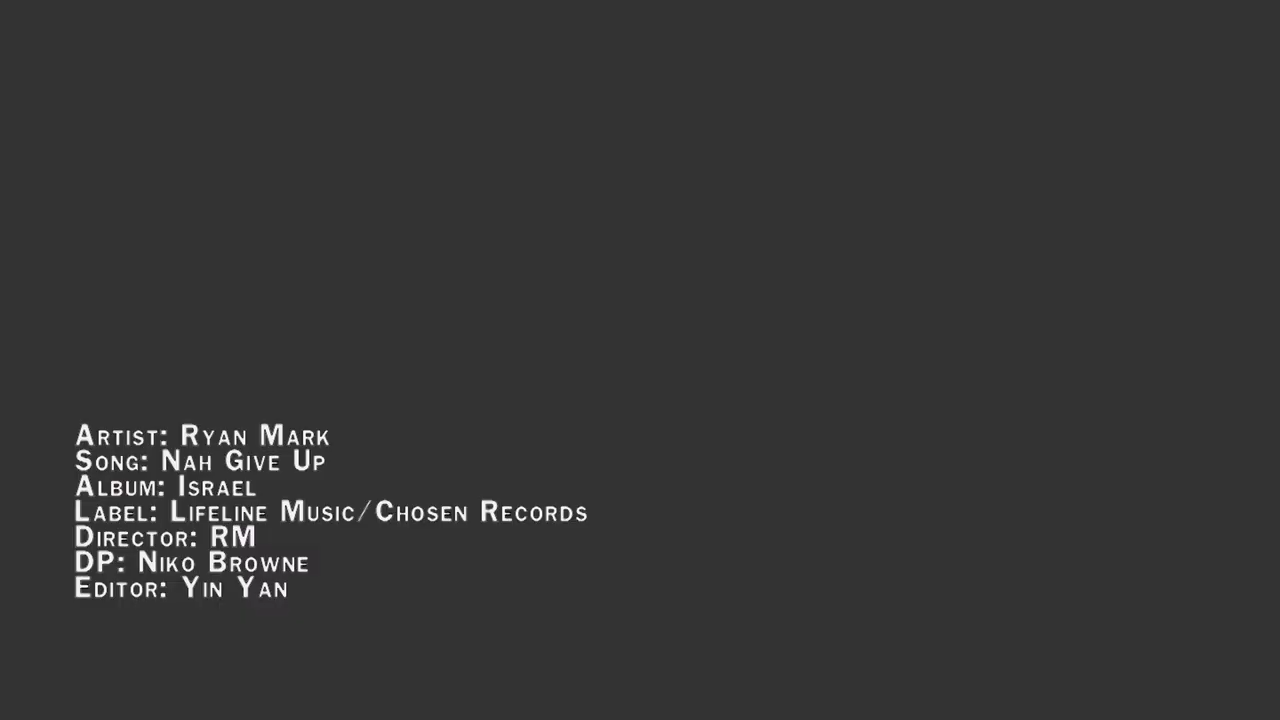 Artist: Ryan Mark
Song: Nah Give Up
Album: Israel
Label: Lifeline Music/Chosen Records
Director: RM
DP: Niko Browne
Editor: Yin Yan